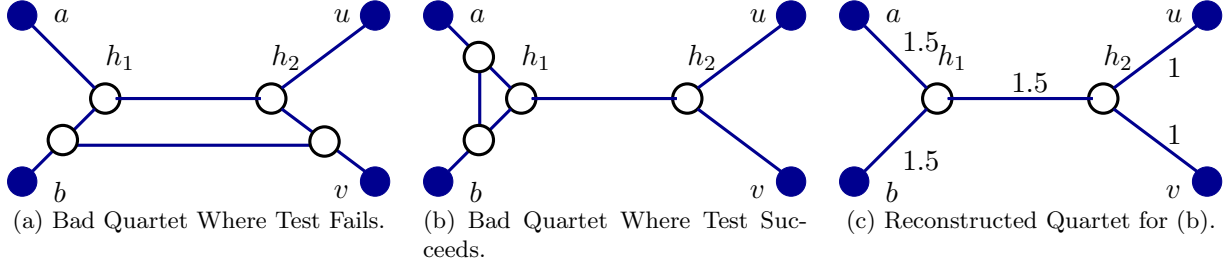 a
u
h₁
h₂
b
v
(a) Bad Quartet Where Test Fails.
a
u
h₁
h₂
b
v
(b) Bad Quartet Where Test Suc-
ceeds.
a
u
1.5
h₁
h₂
1.5
1
1
1.5
b
v
(c) Reconstructed Quartet for (b).